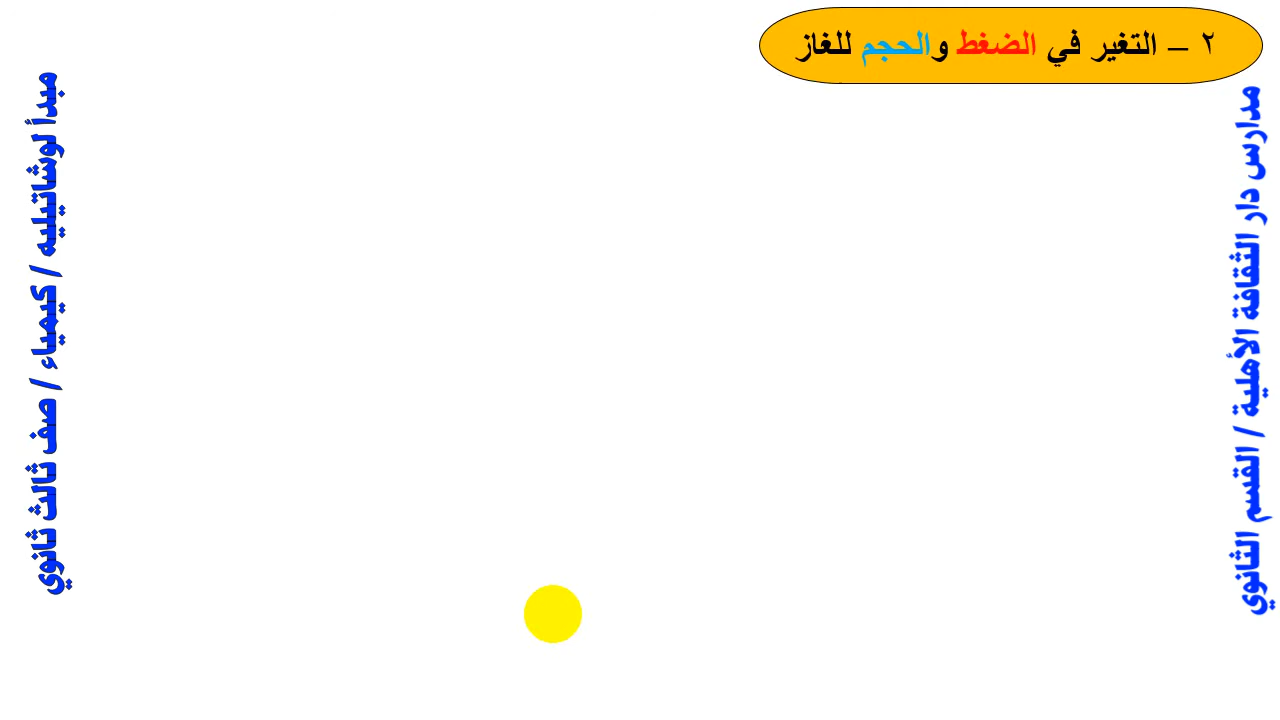 ٢ – التغير في الضغط والحجم للغاز
مدارس دار الثقافة الأهلية / القسم الثانوي
مبدأ لوشاتيليه / كيمياء / صف ثالث ثانوي